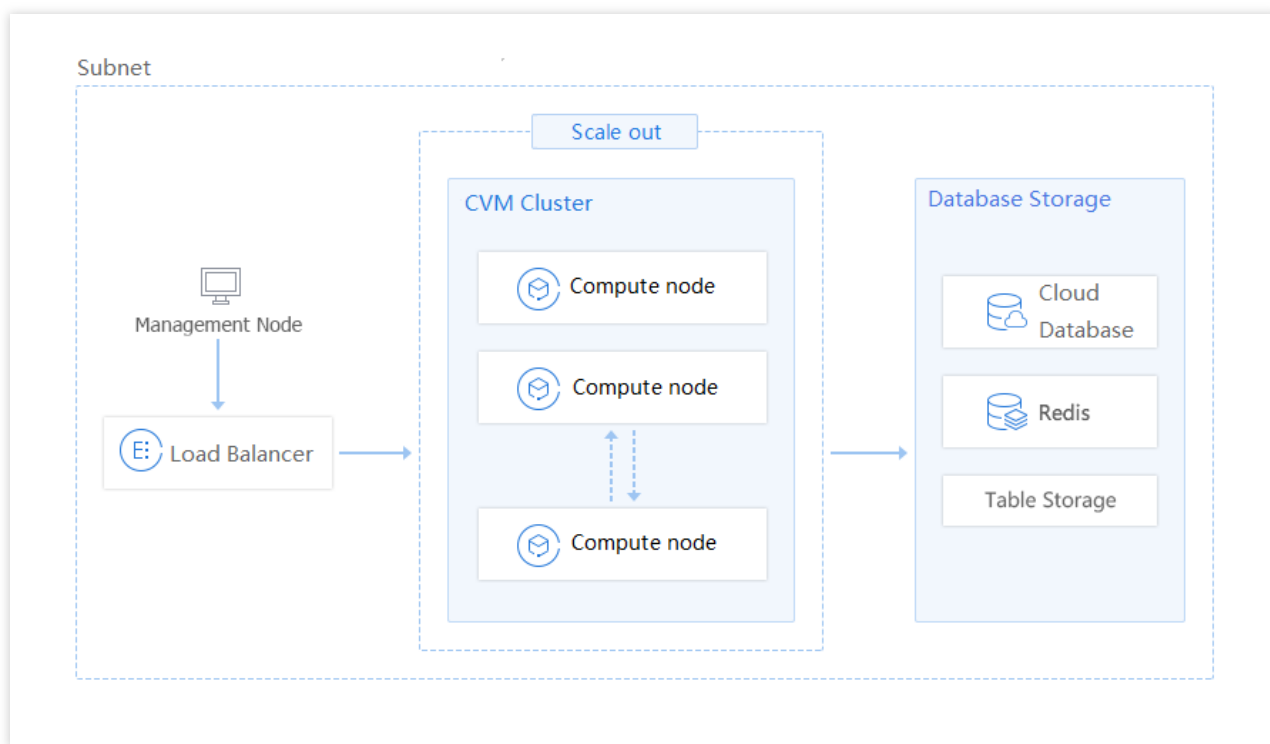 Subnet
Scale out
CVM Cluster
Compute node
Compute node
Compute node
Management Node
Load Balancer
Database Storage
Cloud
Database
Redis
Table Storage